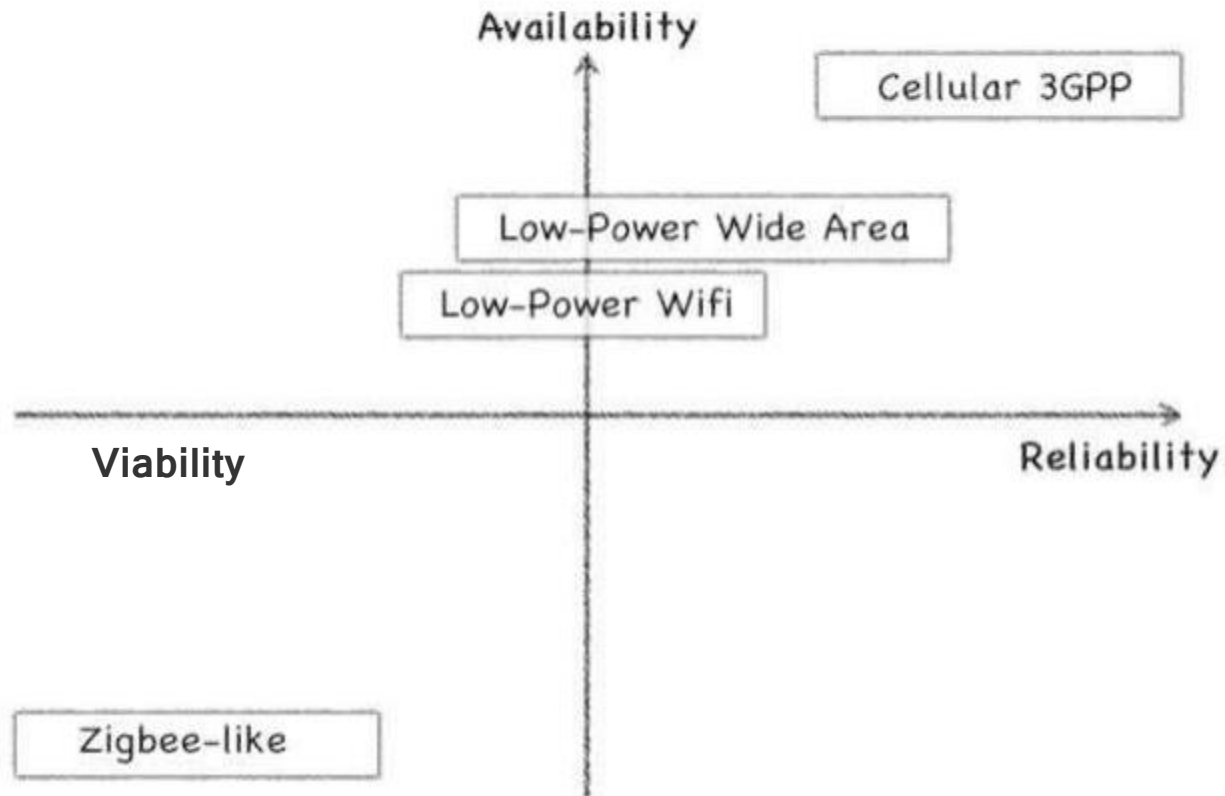 Availability
Cellular 3GPP
Low-Power Wide Area
Low-Power Wifi
Viability
Reliability
Zigbee-like